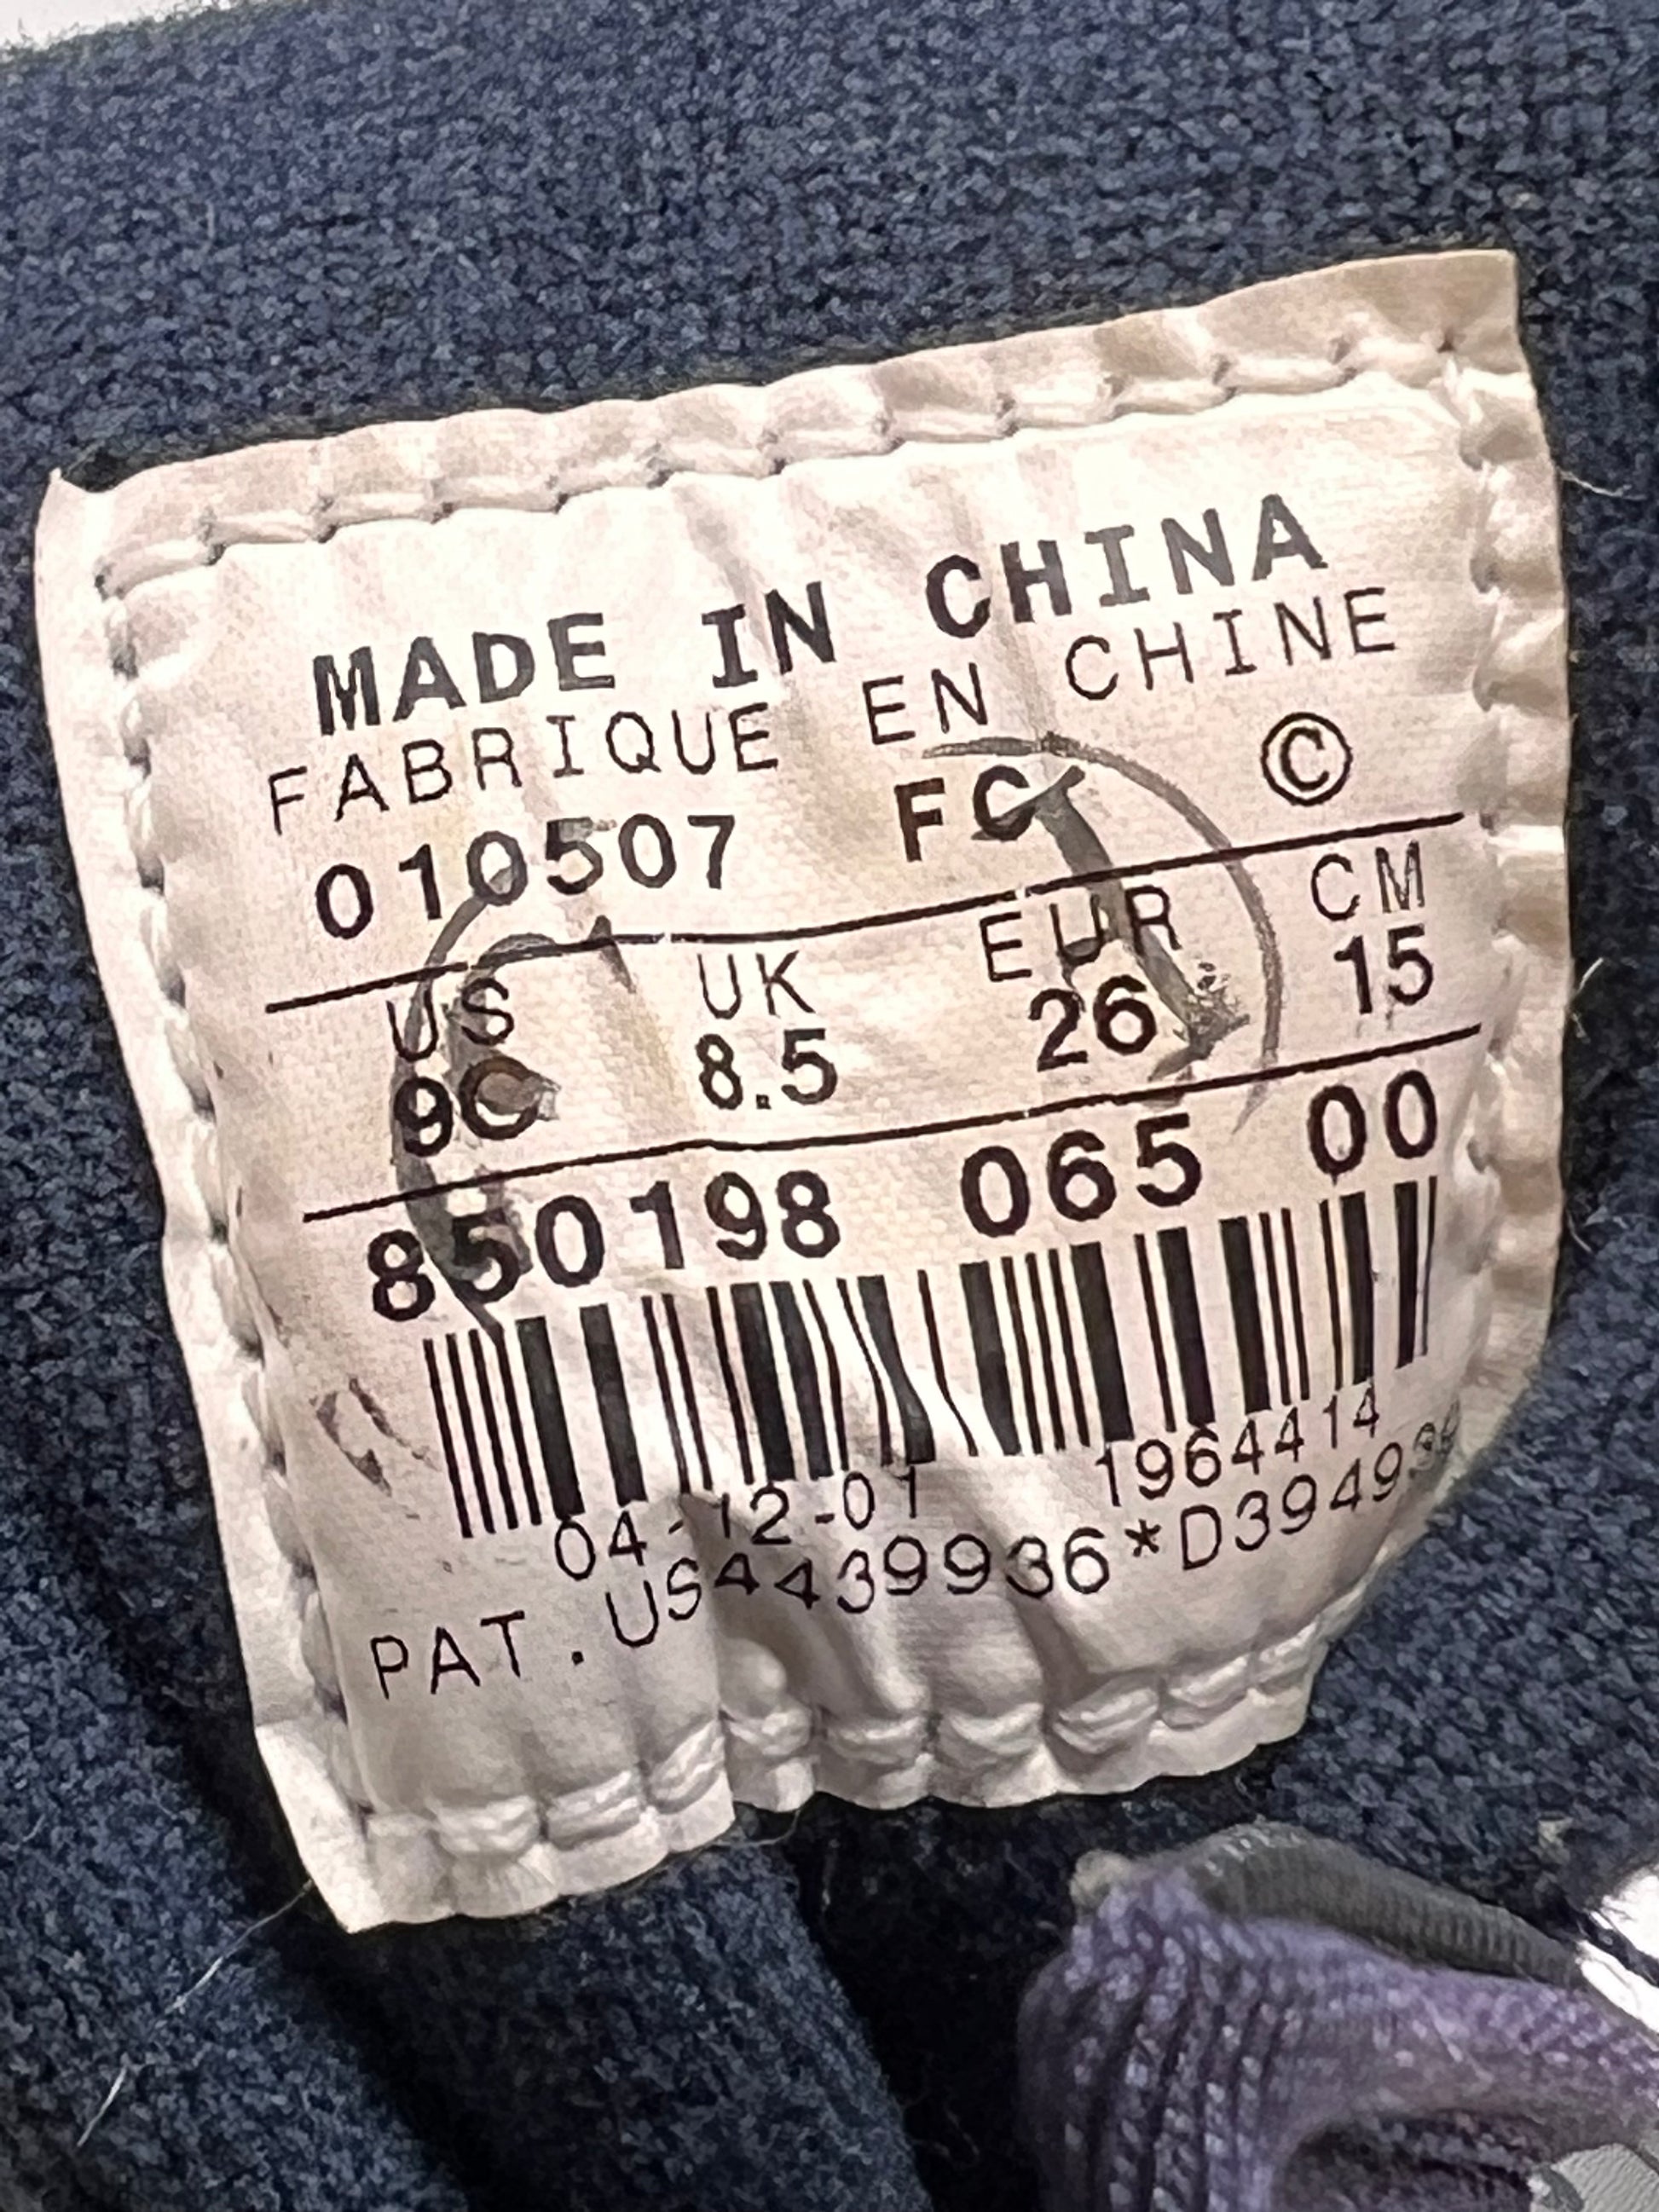 MADE IN CHINA
FABRIQUE EN CHINE
010507 FC ©
US UK EUR CM
9C 8.5 26 15
850198 065 00
04-12-01 1964414
PAT.US4439936*D3949